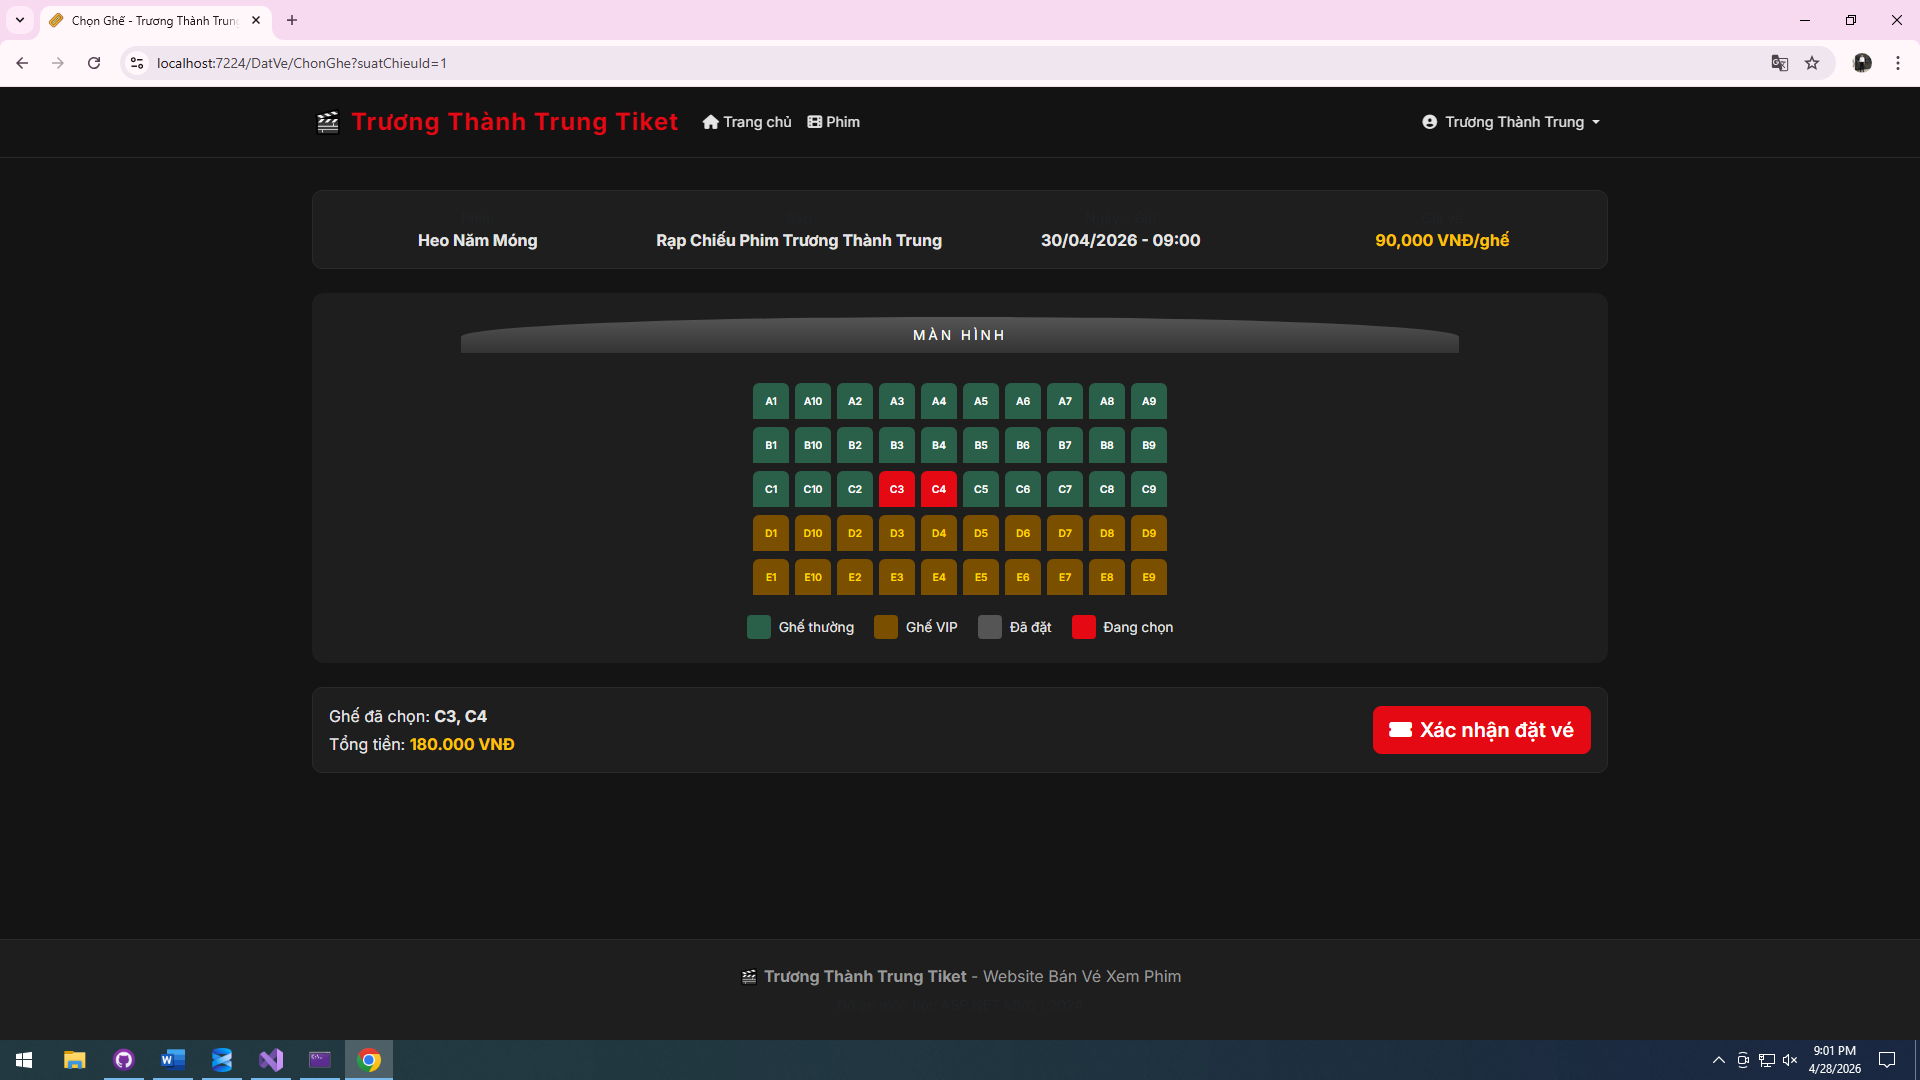 Chọn Ghế - Trương Thành Trung
localhost:7224/DatVe/ChonGhe?suatChieuId=1
Trương Thành Trung Tiket
Trang chủ
Phim
Trương Thành Trung
Heo Năm Móng
Rạp Chiếu Phim Trương Thành Trung
30/04/2026 - 09:00
90,000 VNĐ/ghế
MÀN HÌNH
A1 A10 A2 A3 A4 A5 A6 A7 A8 A9
B1 B10 B2 B3 B4 B5 B6 B7 B8 B9
C1 C10 C2 C3 C4 C5 C6 C7 C8 C9
D1 D10 D2 D3 D4 D5 D6 D7 D8 D9
E1 E10 E2 E3 E4 E5 E6 E7 E8 E9
Ghế thường
Ghế VIP
Đã đặt
Đang chọn
Ghế đã chọn: C3, C4
Tổng tiền: 180.000 VNĐ
Xác nhận đặt vé
Trương Thành Trung Tiket - Website Bán Vé Xem Phim
9:01 PM
4/28/2026